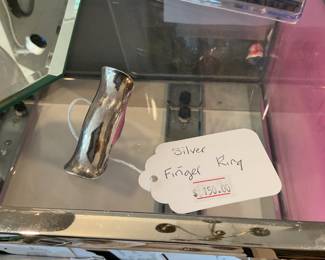 Silver
Finger Ring
$ 150.00